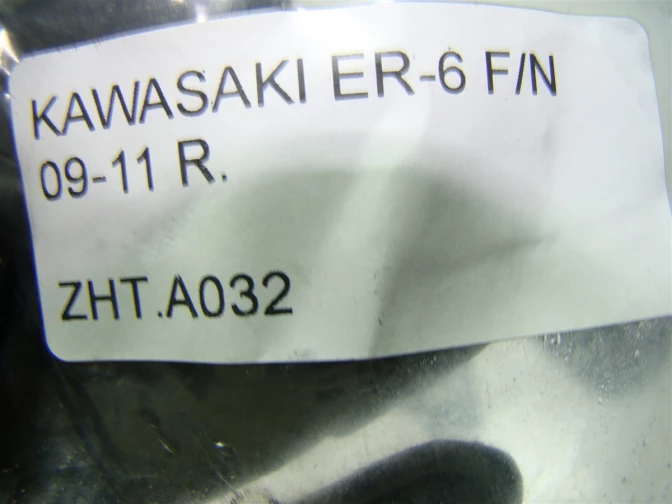 KAWASAKI ER-6 F/N
09-11 R.
ZHT.A032